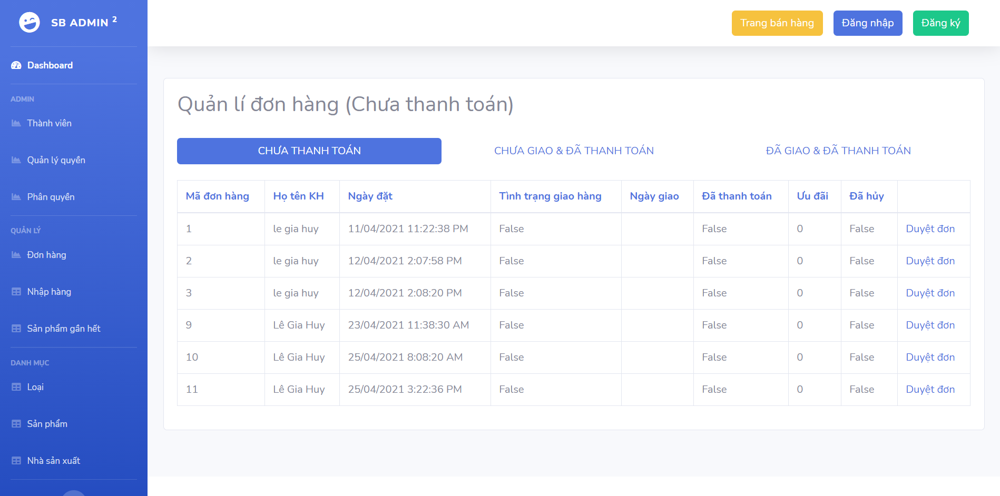 SB ADMIN 2
Trang bán hàng Đăng nhập Đăng ký
Dashboard
ADMIN
Thành viên
Quản lý quyền
Phân quyền
QUẢN LÝ
Đơn hàng
Nhập hàng
Sản phẩm gần hết
DANH MỤC
Loại
Sản phẩm
Nhà sản xuất
Quản lí đơn hàng (Chưa thanh toán)
CHƯA THANH TOÁN CHƯA GIAO & ĐÃ THANH TOÁN ĐÃ GIAO & ĐÃ THANH TOÁN
Mã đơn hàng Họ tên KH Ngày đặt Tình trạng giao hàng Ngày giao Đã thanh toán Ưu đãi Đã hủy
1 le gia huy 11/04/2021 11:22:38 PM False False 0 False Duyệt đơn
2 le gia huy 12/04/2021 2:07:58 PM False False 0 False Duyệt đơn
3 le gia huy 12/04/2021 2:08:20 PM False False 0 False Duyệt đơn
9 Lê Gia Huy 23/04/2021 11:38:30 AM False False 0 False Duyệt đơn
10 Lê Gia Huy 25/04/2021 8:08:20 AM False False 0 False Duyệt đơn
11 Lê Gia Huy 25/04/2021 3:22:36 PM False False 0 False Duyệt đơn